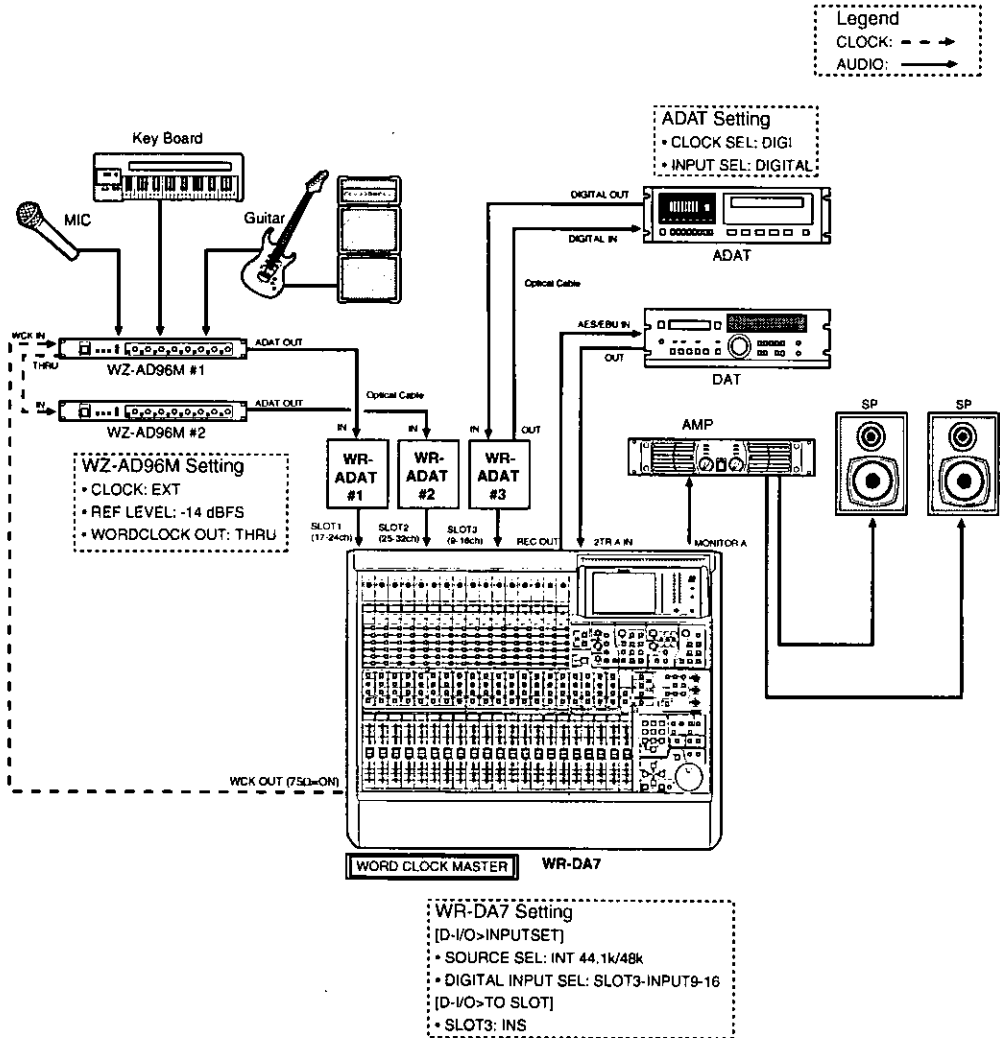 Legend
CLOCK:
AUDIO:
ADAT Setting
• CLOCK SEL: DIGI
• INPUT SEL: DIGITAL
Key Board
MIC
Guitar
DIGITAL OUT
DIGITAL IN
ADAT
Optical Cable
WCK IN
THRU
ADAT OUT
WZ-AD96M #1
AES/EBU IN
OUT
DAT
IN
ADAT OUT
WZ-AD96M #2
Optical Cable
AMP
SP
SP
IN
IN
IN
OUT
WZ-AD96M Setting
• CLOCK: EXT
• REF LEVEL: -14 dBFS
• WORDCLOCK OUT: THRU
WR-
ADAT
#1
WR-
ADAT
#2
WR-
ADAT
#3
SLOT1
(17-24ch)
SLOT2
(25-32ch)
SLOT3
(9-16ch)
REC OUT
2TR A IN
MONITOR A
WCK OUT (75Ω=ON)
WORD CLOCK MASTER
WR-DA7
WR-DA7 Setting
[D-I/O>INPUTSET]
• SOURCE SEL: INT 44.1k/48k
• DIGITAL INPUT SEL: SLOT3-INPUT9-16
[D-I/O>TO SLOT]
• SLOT3: INS